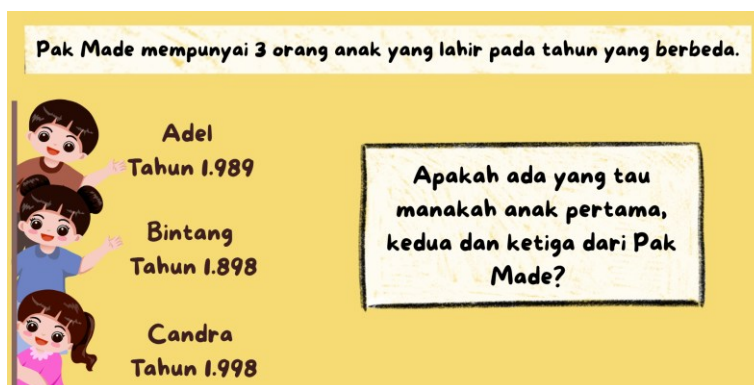 Pak Made mempunyai 3 orang anak yang lahir pada tahun yang berbeda.
Adel
Tahun 1.989
Bintang
Tahun 1.898
Candra
Tahun 1.998
Apakah ada yang tau
manakah anak pertama,
kedua dan ketiga dari Pak
Made?